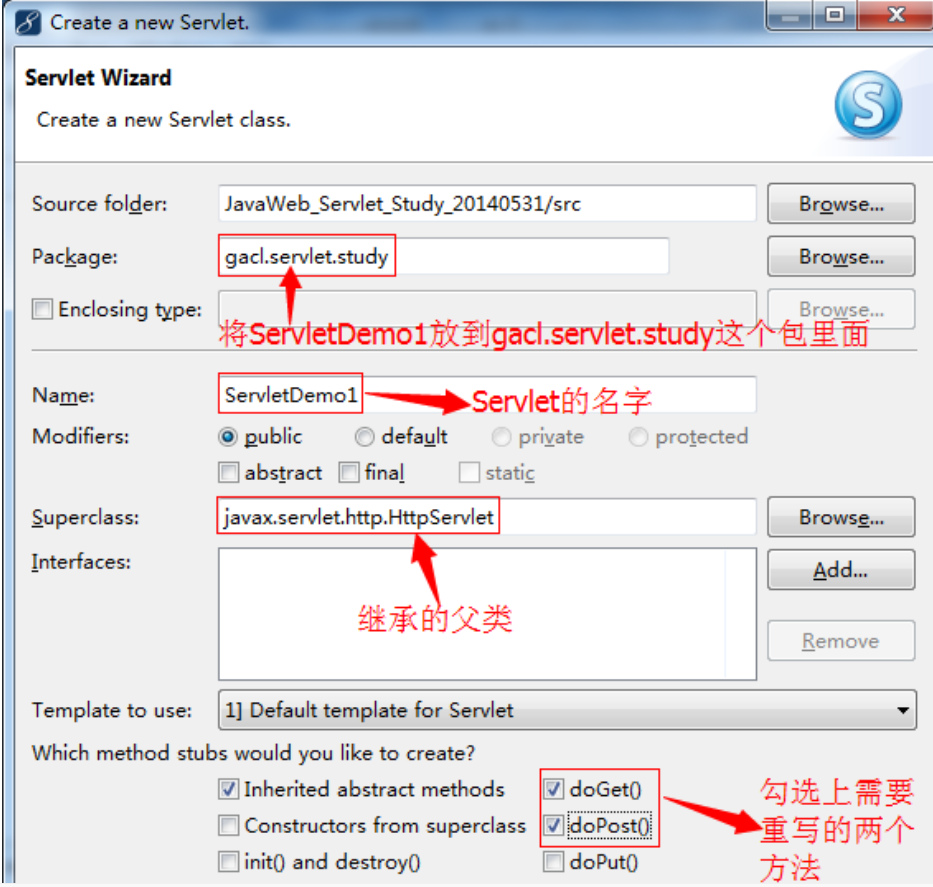 Create a new Servlet.
Servlet Wizard
Create a new Servlet class.
S
Source folder: JavaWeb_Servlet_Study_20140531/src Browse...
Package: gacl.servlet.study Browse...
Enclosing type: Browse...
将ServletDemo1放到gacl.servlet.study这个包里面
Name: ServletDemo1 Servlet的名字
Modifiers: public default private protected
abstract final static
Superclass: javax.servlet.http.HttpServlet Browse...
Interfaces: Add...
继承的父类
Remove
Template to use: 1] Default template for Servlet
Which method stubs would you like to create?
Inherited abstract methods doGet()
Constructors from superclass doPost()
init() and destroy() doPut()
勾选上需要
重写的两个
方法